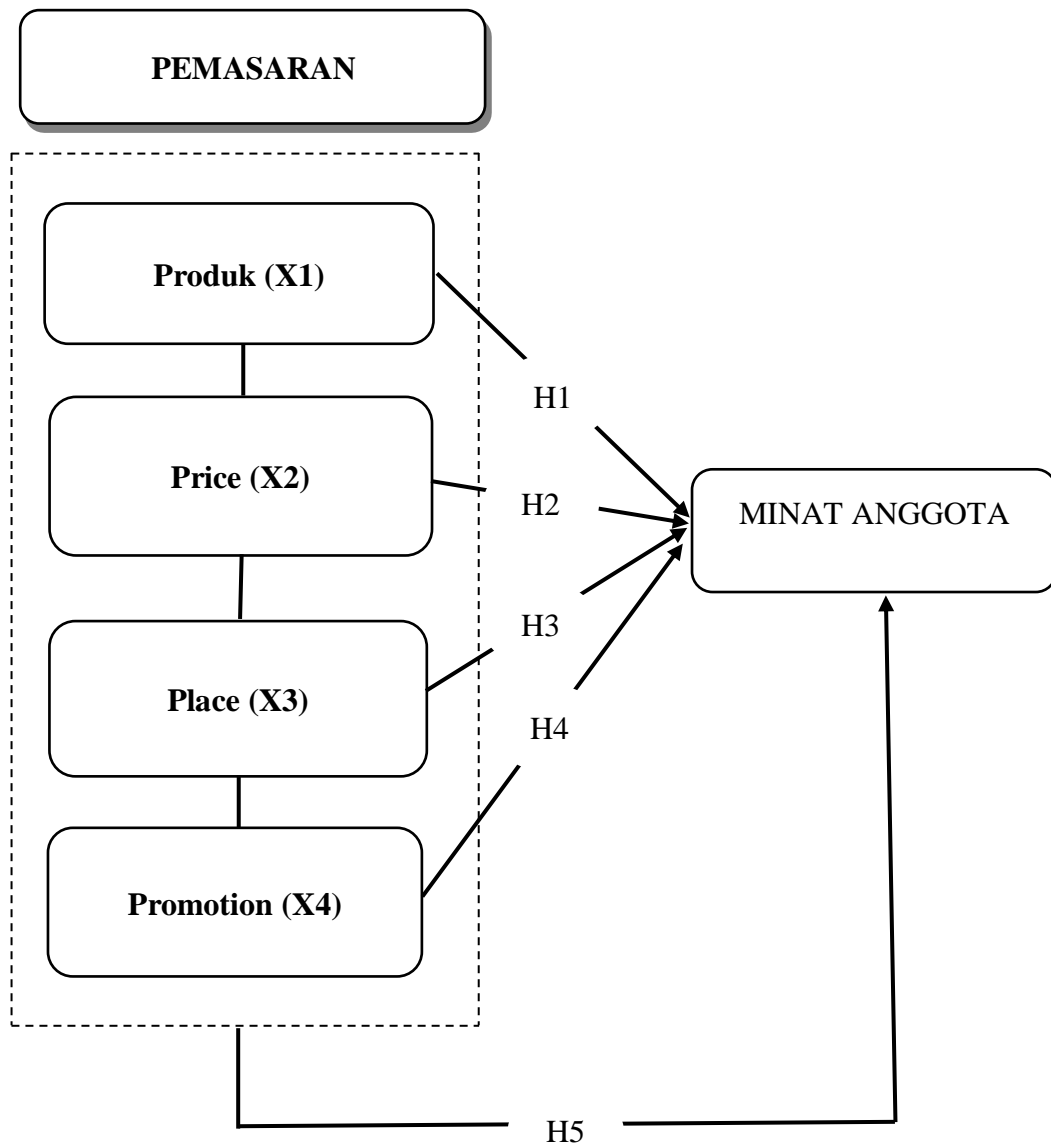 PEMASARAN
Produk (X1)
H1
Price (X2)
H2
MINAT ANGGOTA
H3
Place (X3)
H4
Promotion (X4)
H5